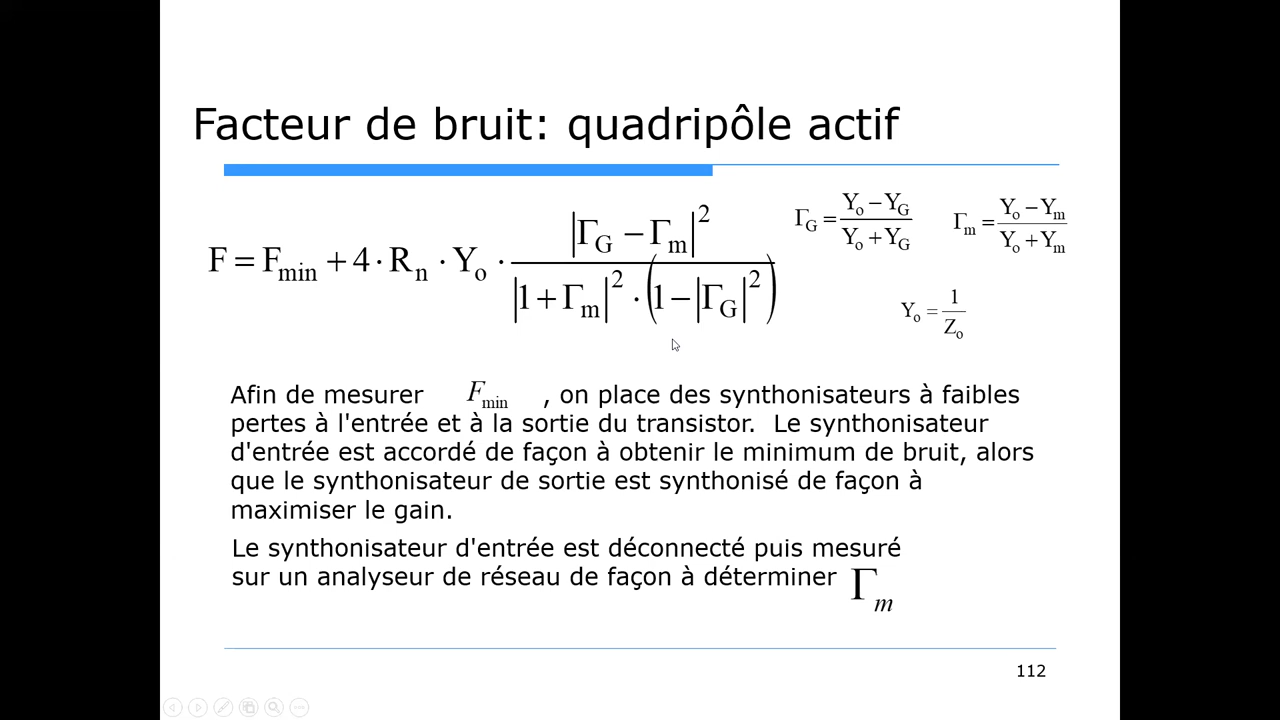 Facteur de bruit: quadripôle actif
F = F_min + 4 · R_n · Y_o · |Γ_G − Γ_m|² / (|1 + Γ_m|² · (1 − |Γ_G|²))
Γ_G = (Y_o − Y_G) / (Y_o + Y_G)
Γ_m = (Y_o − Y_m) / (Y_o + Y_m)
Y_o = 1 / Z_o
Afin de mesurer F_min , on place des synthonisateurs à faibles
pertes à l'entrée et à la sortie du transistor. Le synthonisateur
d'entrée est accordé de façon à obtenir le minimum de bruit, alors
que le synthonisateur de sortie est synthonisé de façon à
maximiser le gain.
Le synthonisateur d'entrée est déconnecté puis mesuré
sur un analyseur de réseau de façon à déterminer Γ_m
112